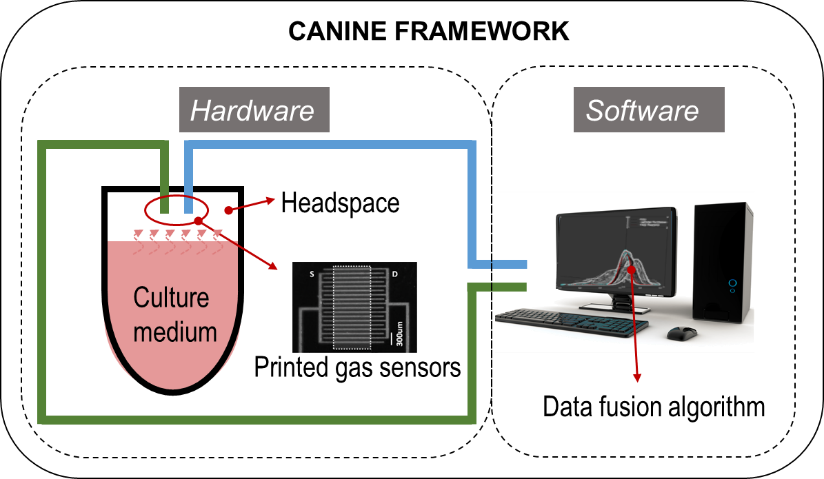 CANINE FRAMEWORK
Hardware
Software
Headspace
Culture
medium
S
D
300um
Printed gas sensors
Data fusion algorithm